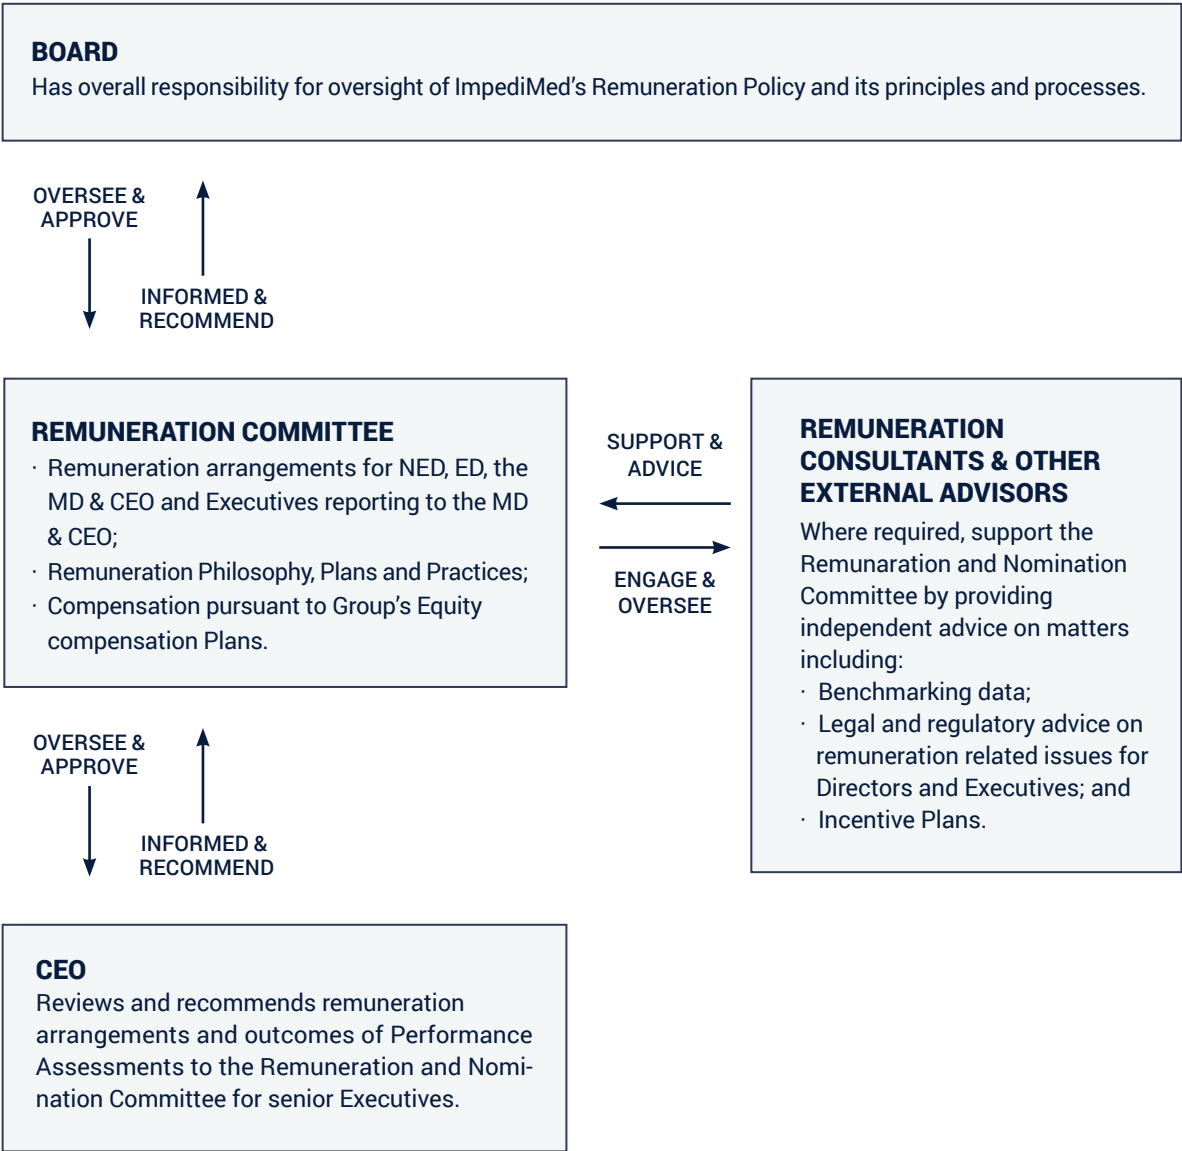 BOARD
Has overall responsibility for oversight of ImpediMed’s Remuneration Policy and its principles and processes.
OVERSEE &
APPROVE
INFORMED &
RECOMMEND
REMUNERATION COMMITTEE
· Remuneration arrangements for NED, ED, the
MD & CEO and Executives reporting to the MD
& CEO;
· Remuneration Philosophy, Plans and Practices;
· Compensation pursuant to Group’s Equity
compensation Plans.
SUPPORT &
ADVICE
ENGAGE &
OVERSEE
REMUNERATION
CONSULTANTS & OTHER
EXTERNAL ADVISORS
Where required, support the
Remunaration and Nomination
Committee by providing
independent advice on matters
including:
· Benchmarking data;
· Legal and regulatory advice on
remuneration related issues for
Directors and Executives; and
· Incentive Plans.
OVERSEE &
APPROVE
INFORMED &
RECOMMEND
CEO
Reviews and recommends remuneration
arrangements and outcomes of Performance
Assessments to the Remuneration and Nomi-
nation Committee for senior Executives.